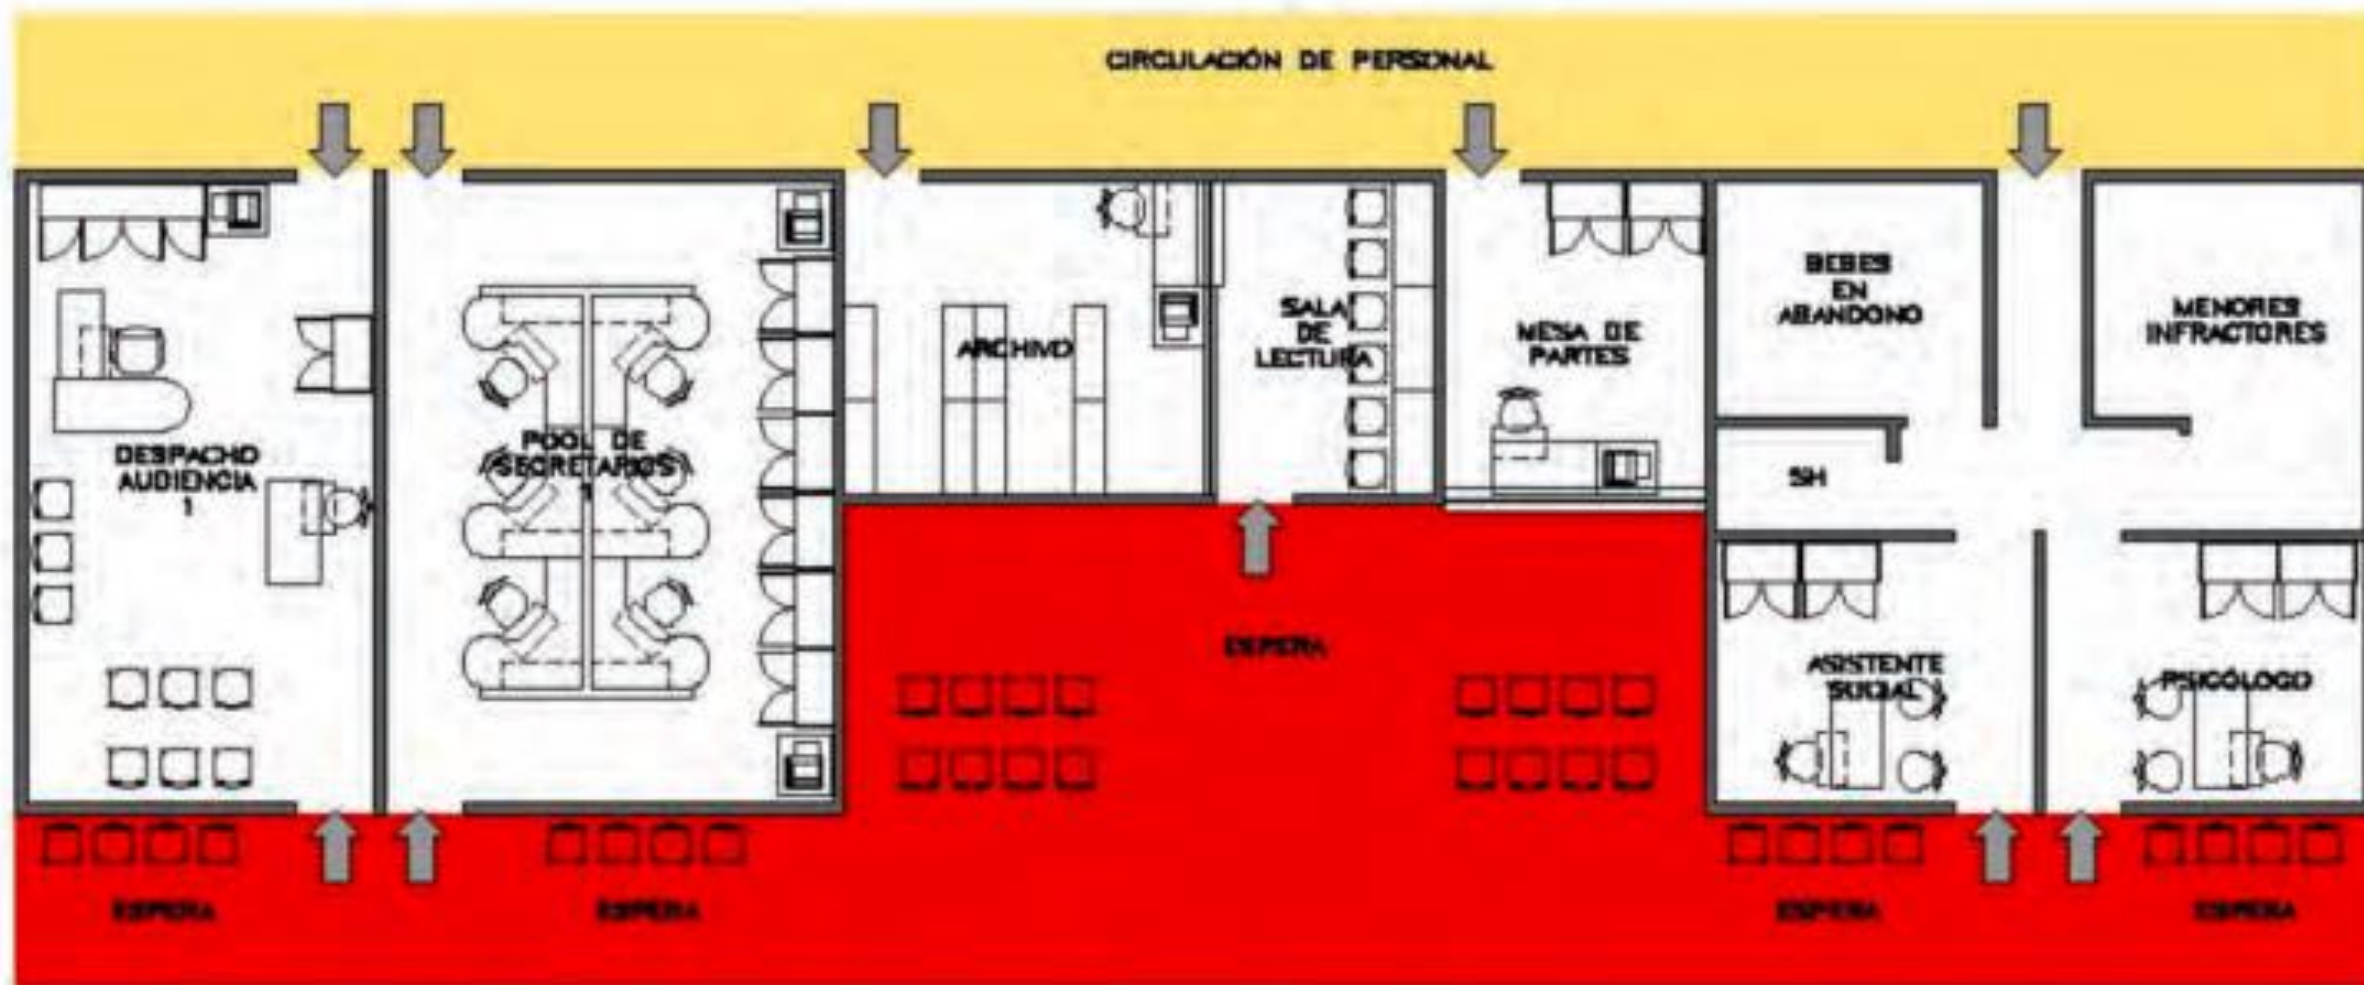 CIRCULACIÓN DE PERSONAL
DESPACHO
AUDIENCIA
1
POOL DE
SECRETARIOS
1
ARCHIVO
SALA
DE
LECTURA
MESA DE
PARTES
BEBES
EN
ABANDONO
MENORES
INFRACTORES
SH
ASISTENTE
SOCIAL
PSICÓLOGO
ESPERA
ESPERA
ESPERA
ESPERA
ESPERA